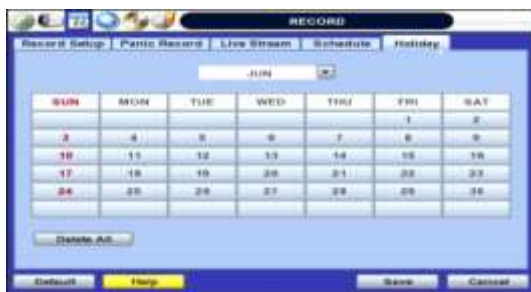 RECORD
Record Setup Panic Record Live Stream Schedule Holiday
JUN
SUN MON TUE WED THU FRI SAT
1 2
3 4 5 6 7 8 9
10 11 12 13 14 15 16
17 18 19 20 21 22 23
24 25 26 27 28 29 30
Delete All
Default Help Save Cancel